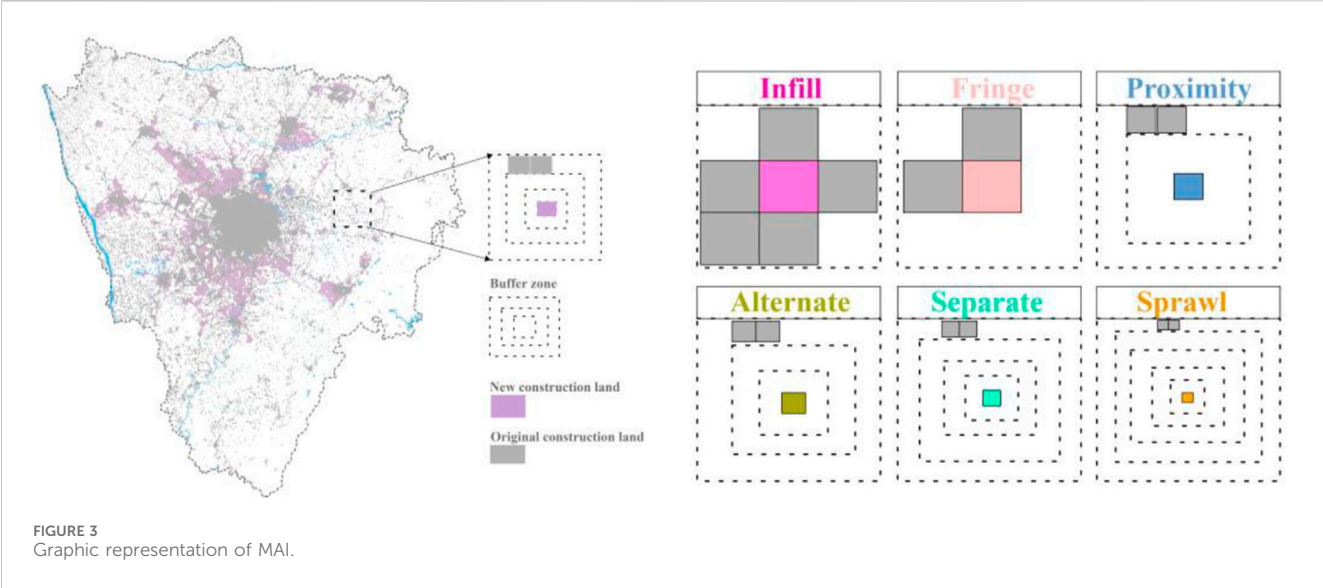 Infill
Fringe
Proximity
Alternate
Separate
Sprawl
Buffer zone
New construction land
Original construction land
FIGURE 3
Graphic representation of MAI.